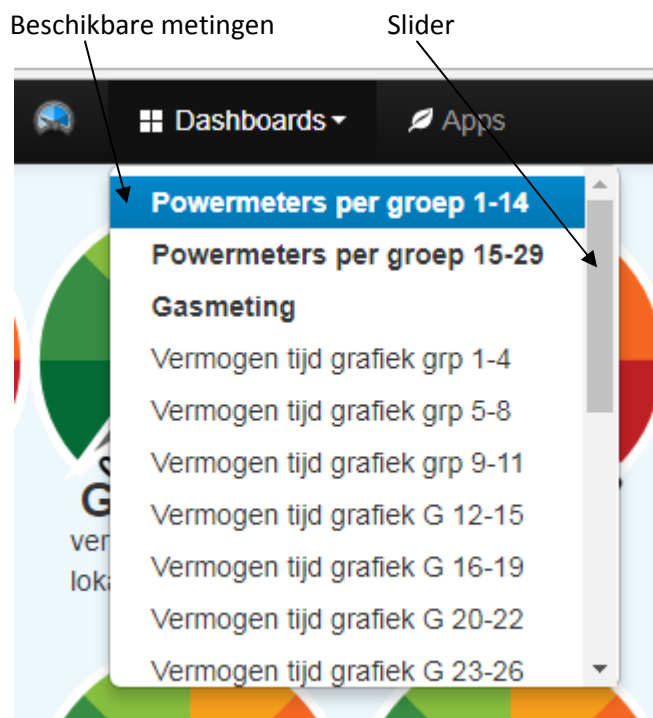 Beschikbare metingen Slider
Dashboards Apps
Powermeters per groep 1-14
Powermeters per groep 15-29
Gasmeting
Vermogen tijd grafiek grp 1-4
Vermogen tijd grafiek grp 5-8
Vermogen tijd grafiek grp 9-11
Vermogen tijd grafiek G 12-15
G
Vermogen tijd grafiek G 16-19
ver
Vermogen tijd grafiek G 20-22
Vermogen tijd grafiek G 23-26